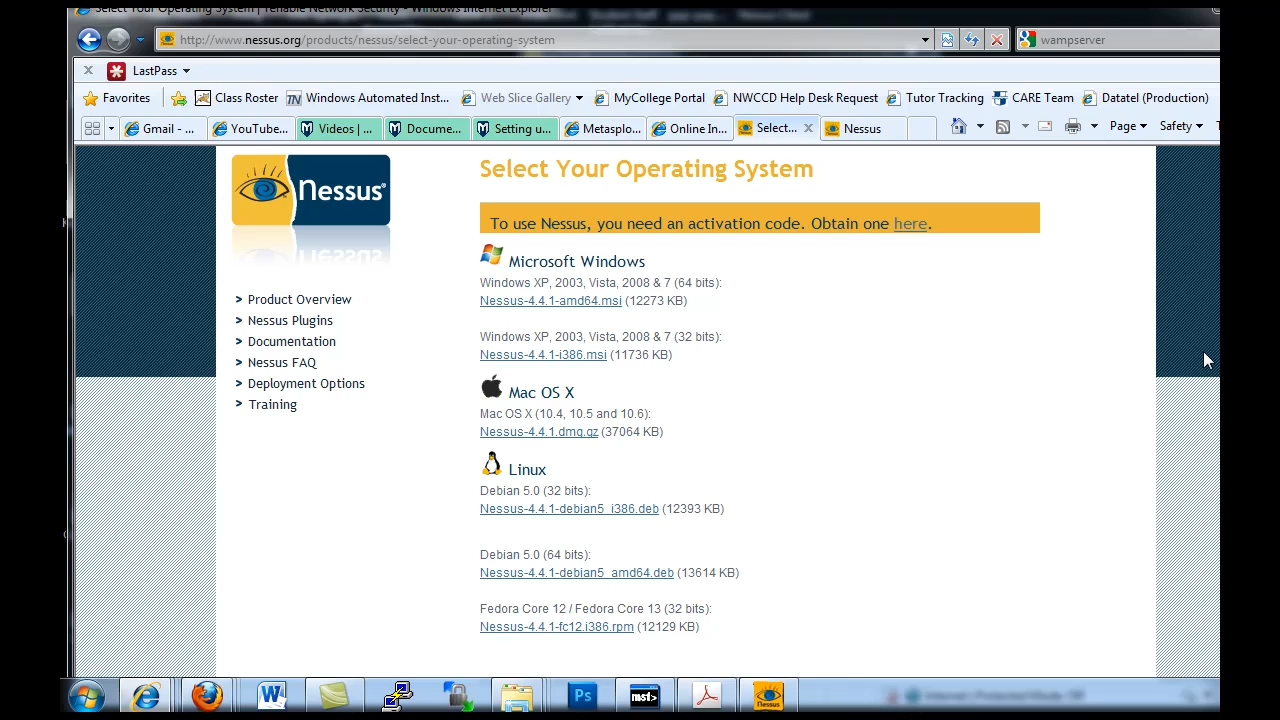 Select Your Operating System | Tenable Network Security - Windows Internet Explorer
http://www.nessus.org/products/nessus/select-your-operating-system
wampserver
LastPass
Favorites
Class Roster
Windows Automated Inst...
Web Slice Gallery
MyCollege Portal
NWCCD Help Desk Request
Tutor Tracking
CARE Team
Datatel (Production)
Gmail - ...
YouTube...
Videos | ...
Docume...
Setting u...
Metasplo...
Online In...
Select...
Nessus
Page
Safety
Nessus®
Select Your Operating System
To use Nessus, you need an activation code. Obtain one here.
Microsoft Windows
Windows XP, 2003, Vista, 2008 & 7 (64 bits):
Nessus-4.4.1-amd64.msi (12273 KB)
Windows XP, 2003, Vista, 2008 & 7 (32 bits):
Nessus-4.4.1-i386.msi (11736 KB)
Mac OS X
Mac OS X (10.4, 10.5 and 10.6):
Nessus-4.4.1.dmg.gz (37064 KB)
Linux
Debian 5.0 (32 bits):
Nessus-4.4.1-debian5_i386.deb (12393 KB)
Debian 5.0 (64 bits):
Nessus-4.4.1-debian5_amd64.deb (13614 KB)
Fedora Core 12 / Fedora Core 13 (32 bits):
Nessus-4.4.1-fc12.i386.rpm (12129 KB)
> Product Overview
> Nessus Plugins
> Documentation
> Nessus FAQ
> Deployment Options
> Training
Ps
msf>
Nessus
Internet | Protected Mode: Off